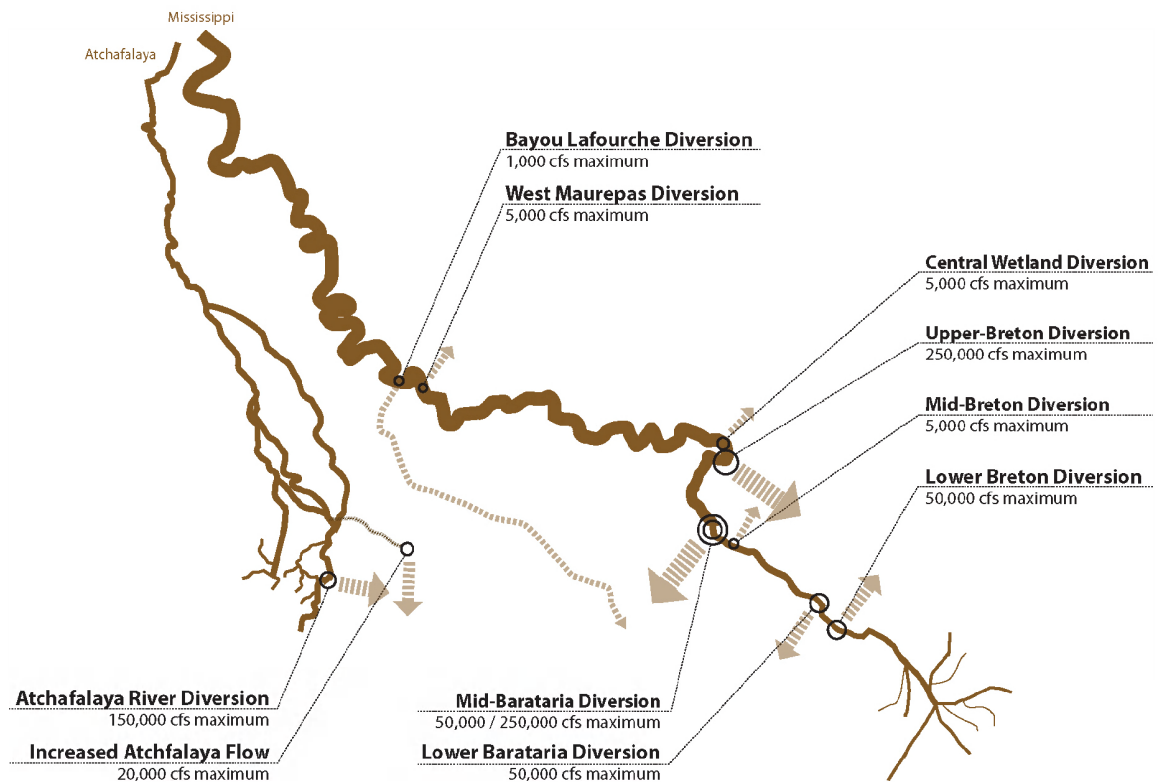 Mississippi
Atchafalaya
Bayou Lafourche Diversion
1,000 cfs maximum
West Maurepas Diversion
5,000 cfs maximum
Central Wetland Diversion
5,000 cfs maximum
Upper-Breton Diversion
250,000 cfs maximum
Mid-Breton Diversion
5,000 cfs maximum
Lower Breton Diversion
50,000 cfs maximum
Atchafalaya River Diversion
150,000 cfs maximum
Increased Atchfalaya Flow
20,000 cfs maximum
Mid-Barataria Diversion
50,000 / 250,000 cfs maximum
Lower Barataria Diversion
50,000 cfs maximum